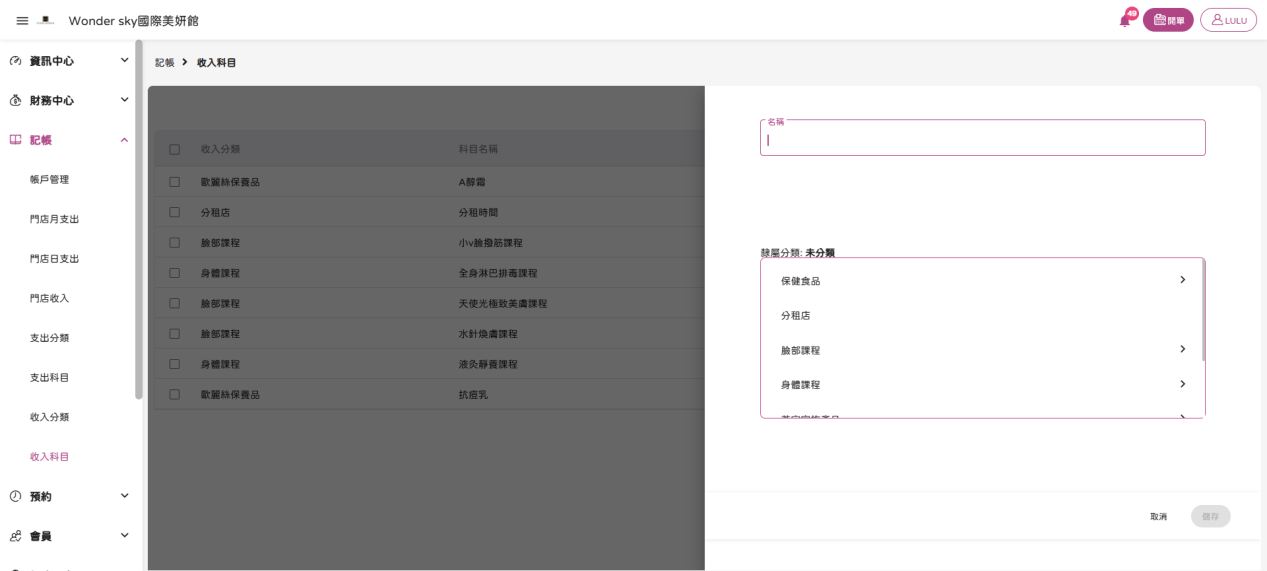 Wonder sky國際美妍館
49
開單
LULU
資訊中心
財務中心
記帳
帳戶管理
門店月支出
門店日支出
門店收入
支出分類
支出科目
收入分類
收入科目
預約
會員
記帳 > 收入科目
收入分類 科目名稱
歐麗絲保養品 A醇霜
分租店 分租時間
臉部課程 小v臉撥筋課程
身體課程 全身淋巴排毒課程
臉部課程 天使光極致美膚課程
臉部課程 水針煥膚課程
身體課程 液灸靜養課程
歐麗絲保養品 抗痘乳
名稱
隸屬分類: 未分類
保健食品
分租店
臉部課程
身體課程
取消
儲存